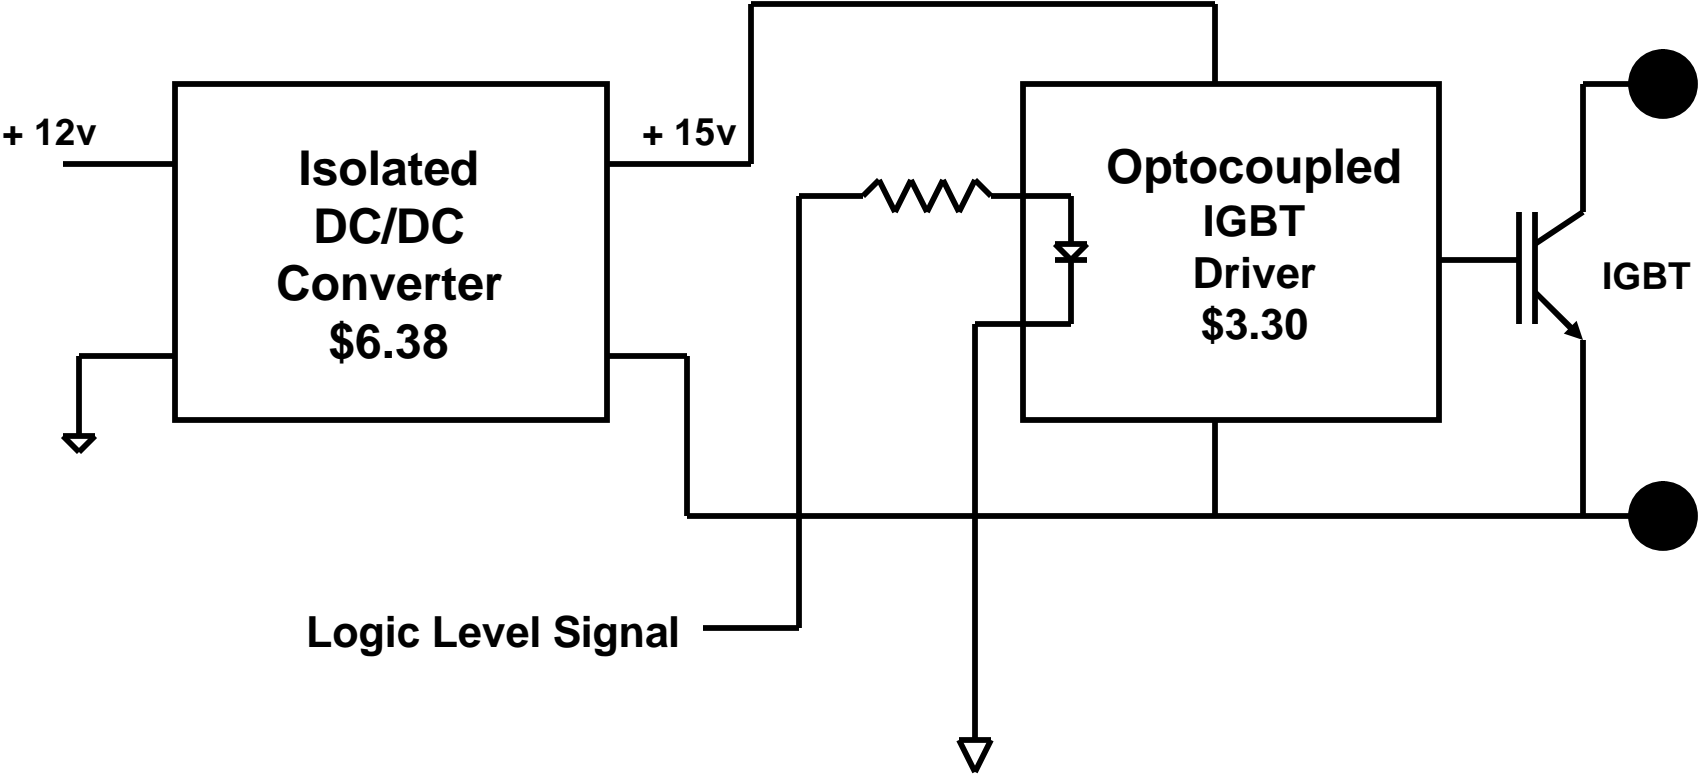 + 12v
Isolated
DC/DC
Converter
$6.38
+ 15v
Optocoupled
IGBT
Driver
$3.30
IGBT
Logic Level Signal